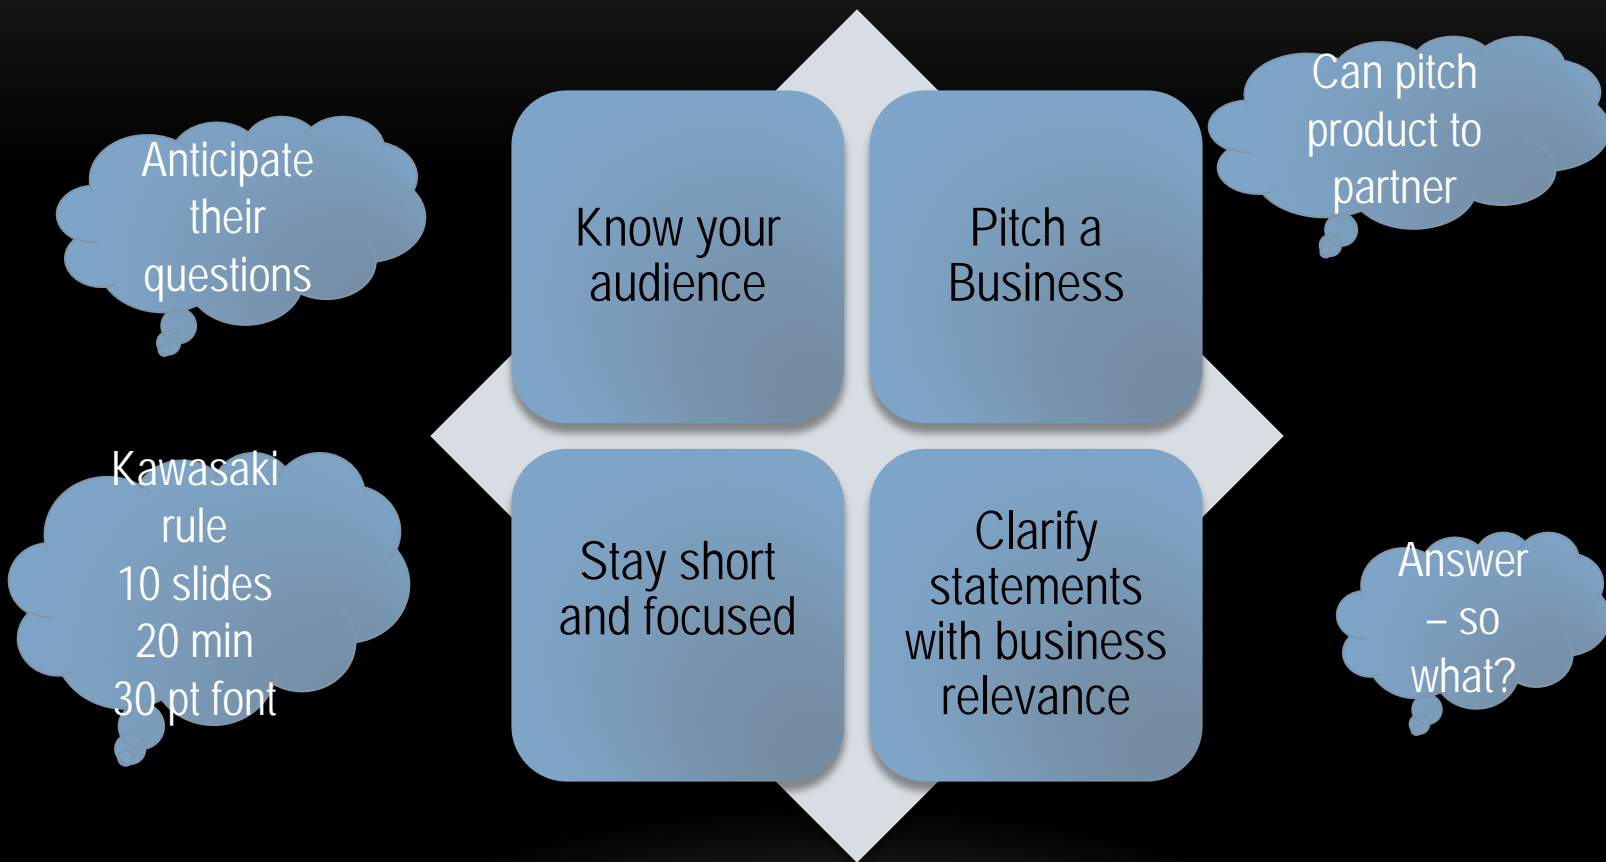 Anticipate
their
questions
Know your
audience
Pitch a
Business
Can pitch
product to
partner
Kawasaki
rule
10 slides
20 min
30 pt font
Stay short
and focused
Clarify
statements
with business
relevance
Answer
– so
what?